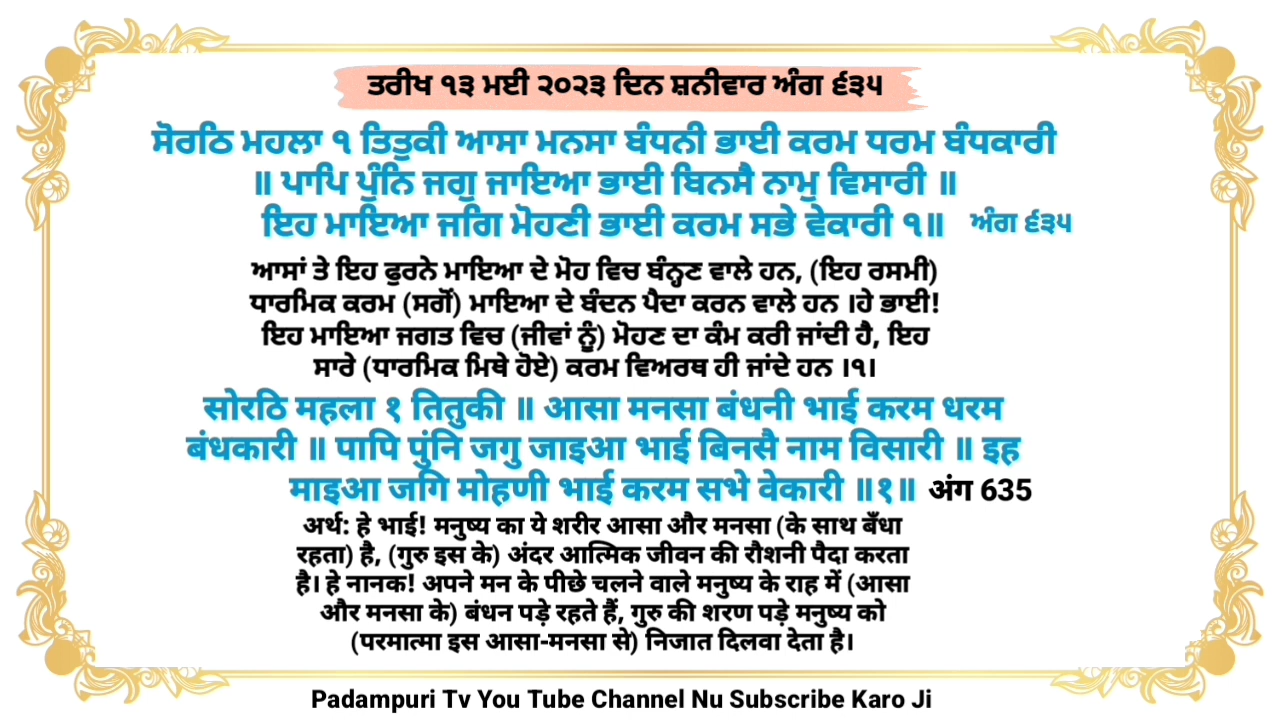 ਤਰੀਖ ੧੩ ਮਈ ੨੦੨੩ ਦਿਨ ਸ਼ਨੀਵਾਰ ਅੰਗ ੬੩੫
ਸੋਰਠਿ ਮਹਲਾ ੧ ਤਿਤੁਕੀ ਆਸਾ ਮਨਸਾ ਬੰਧਨੀ ਭਾਈ ਕਰਮ ਧਰਮ ਬੰਧਕਾਰੀ
॥ ਪਾਪਿ ਪੁੰਨਿ ਜਗੁ ਜਾਇਆ ਭਾਈ ਬਿਨਸੈ ਨਾਮੁ ਵਿਸਾਰੀ ॥
ਇਹ ਮਾਇਆ ਜਗਿ ਮੋਹਣੀ ਭਾਈ ਕਰਮ ਸਭੇ ਵੇਕਾਰੀ ੧॥ ਅੰਗ ੬੩੫
ਆਸਾਂ ਤੇ ਇਹ ਫੁਰਨੇ ਮਾਇਆ ਦੇ ਮੋਹ ਵਿਚ ਬੰਨ੍ਹਣ ਵਾਲੇ ਹਨ, (ਇਹ ਰਸਮੀ)
ਧਾਰਮਿਕ ਕਰਮ (ਸਗੋਂ) ਮਾਇਆ ਦੇ ਬੰਦਨ ਪੈਦਾ ਕਰਨ ਵਾਲੇ ਹਨ ।ਹੇ ਭਾਈ!
ਇਹ ਮਾਇਆ ਜਗਤ ਵਿਚ (ਜੀਵਾਂ ਨੂੰ) ਮੋਹਣ ਦਾ ਕੰਮ ਕਰੀ ਜਾਂਦੀ ਹੈ, ਇਹ
ਸਾਰੇ (ਧਾਰਮਿਕ ਮਿਥੇ ਹੋਏ) ਕਰਮ ਵਿਅਰਥ ਹੀ ਜਾਂਦੇ ਹਨ ।੧।
सोरठि महला १ तितुकी ॥ आसा मनसा बंधनी भाई करम धरम
बंधकारी ॥ पापि पुंनि जगु जाइआ भाई बिनसै नाम विसारी ॥ इह
माइआ जगि मोहणी भाई करम सभे वेकारी ॥१॥ अंग 635
अर्थ: हे भाई! मनुष्य का ये शरीर आसा और मनसा (के साथ बँधा
रहता) है, (गुरु इस के) अंदर आत्मिक जीवन की रौशनी पैदा करता
है। हे नानक! अपने मन के पीछे चलने वाले मनुष्य के राह में (आसा
और मनसा के) बंधन पड़े रहते हैं, गुरु की शरण पड़े मनुष्य को
(परमात्मा इस आसा-मनसा से) निजात दिलवा देता है।
Padampuri Tv You Tube Channel Nu Subscribe Karo Ji